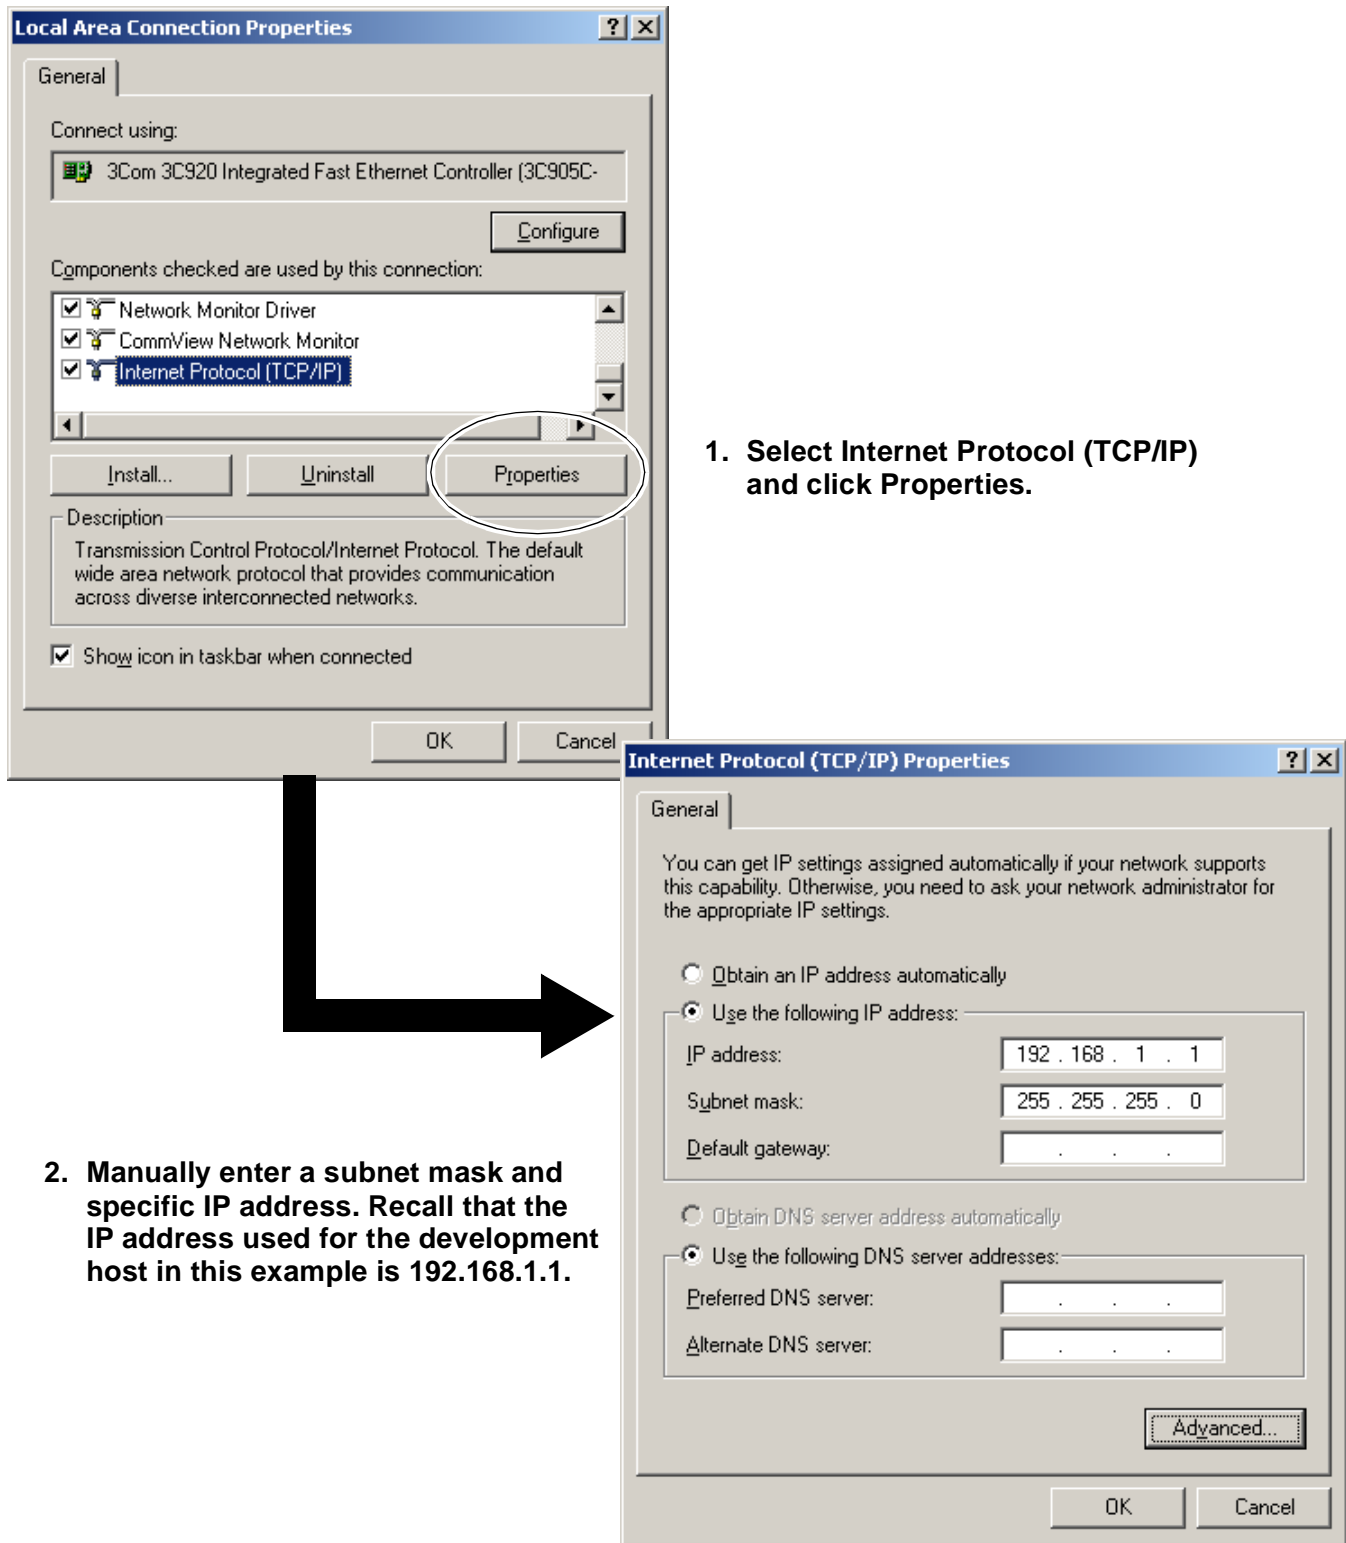 Local Area Connection Properties
General
Connect using:
3Com 3C920 Integrated Fast Ethernet Controller (3C905C-
Configure
Components checked are used by this connection:
Network Monitor Driver
CommView Network Monitor
Internet Protocol (TCP/IP)
Install...
Uninstall
Properties
Description
Transmission Control Protocol/Internet Protocol. The default
wide area network protocol that provides communication
across diverse interconnected networks.
Show icon in taskbar when connected
OK
Cancel
1. Select Internet Protocol (TCP/IP)
and click Properties.
Internet Protocol (TCP/IP) Properties
General
You can get IP settings assigned automatically if your network supports
this capability. Otherwise, you need to ask your network administrator for
the appropriate IP settings.
Obtain an IP address automatically
Use the following IP address:
IP address:
192 . 168 . 1 . 1
Subnet mask:
255 . 255 . 255 . 0
Default gateway:
. . .
Obtain DNS server address automatically
Use the following DNS server addresses:
Preferred DNS server:
. . .
Alternate DNS server:
. . .
Advanced...
OK
Cancel
2. Manually enter a subnet mask and
specific IP address. Recall that the
IP address used for the development
host in this example is 192.168.1.1.